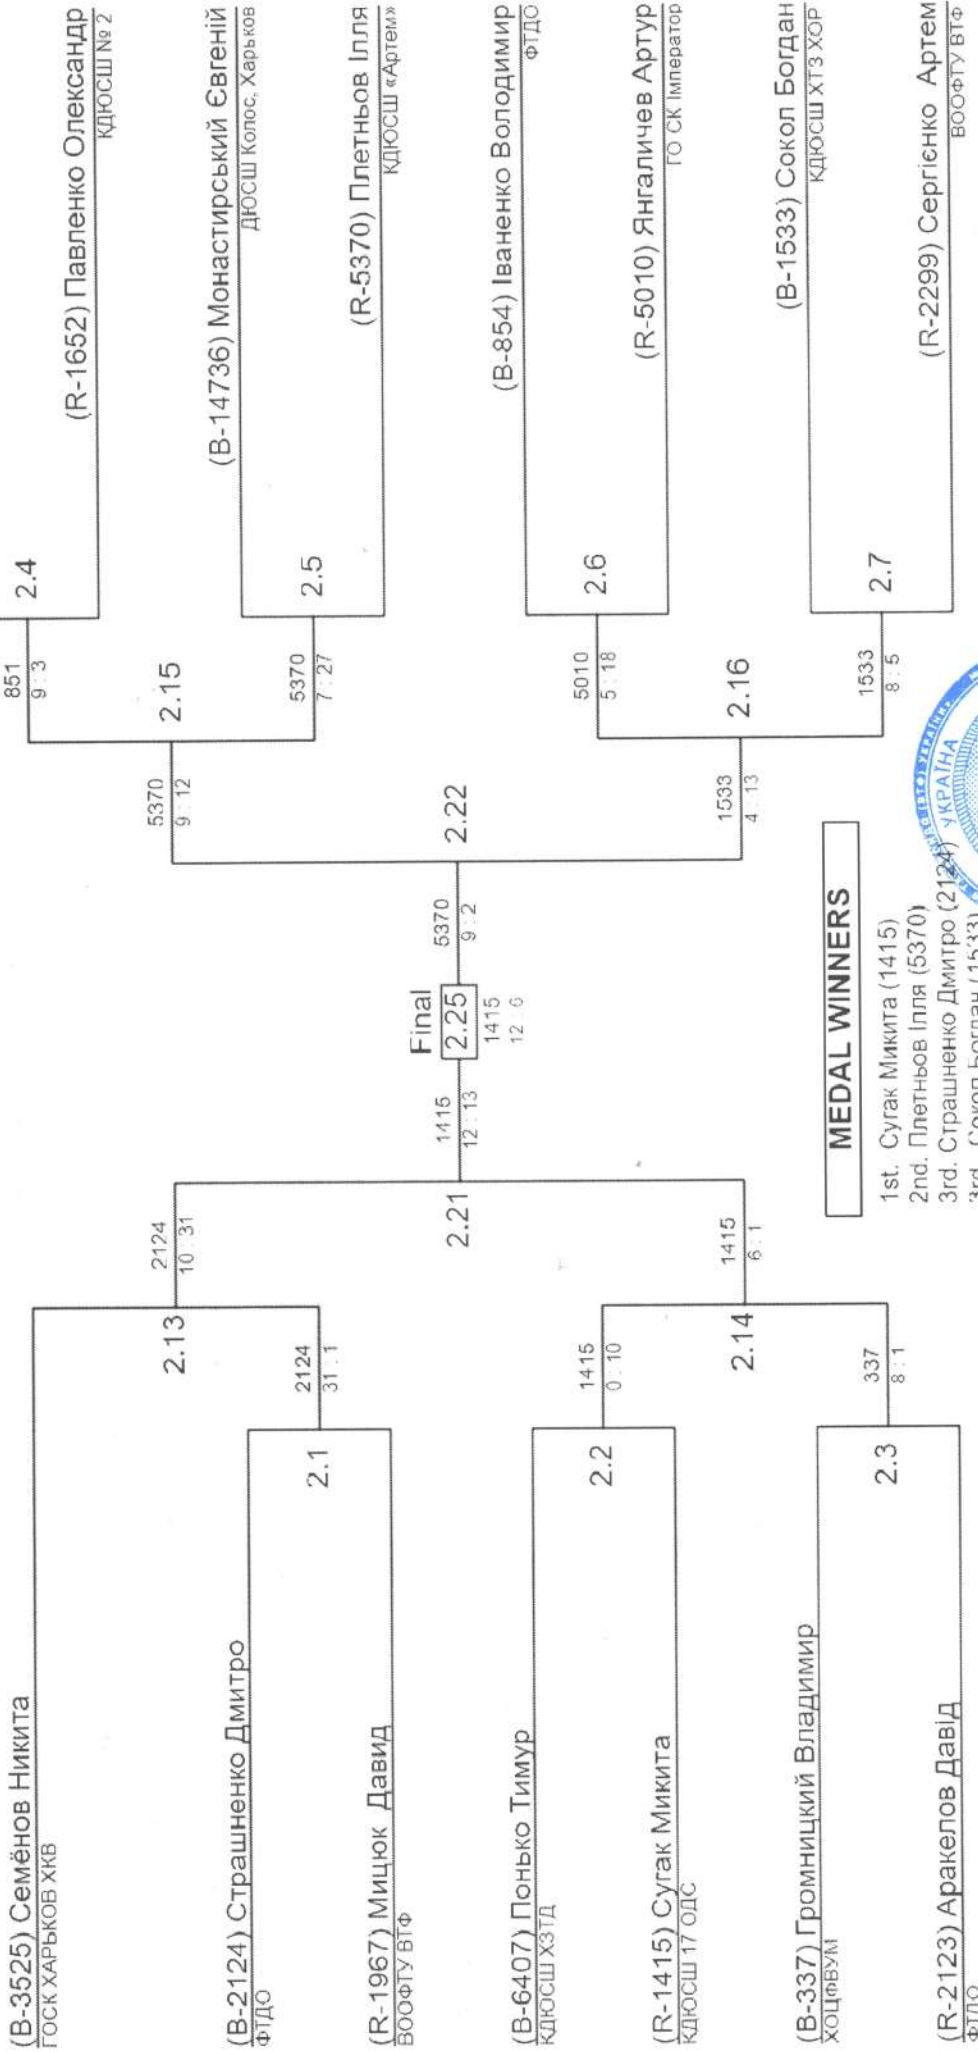 (B-3525) Семёнов Никита
ГОСК ХАРЬКОВ ХКВ
(B-2124) Страшненко Дмитро
ФТДО
(R-1967) Мицюк Давид
ВООФТУ ВТФ
(B-6407) Понько Тимур
КДЮСШ ХЗТД
(R-1415) Сугак Микита
КДЮСШ 17 ОДС
(B-337) Громницкий Владимир
ХОЦФВУМ
(R-2123) Аракелов Давід
ФТДО
2.13
2124
31 : 1
2.1
1415
0 : 10
2.2
2.14
337
8 : 1
2.3
2124
10 : 31
2.21
1415
6 : 1
Final
1415
12 : 13
2.25
1415
12 : 6
5370
9 : 2
2.22
5370
9 : 12
1533
4 : 13
851
9 : 3
2.4
2.15
5370
7 : 27
2.5
5010
5 : 18
2.6
2.16
1533
8 : 5
2.7
(R-1652) Павленко Олександр
КДЮСШ № 2
(B-14736) Монастирський Євгеній
ДЮСШ Колос, Харьков
(R-5370) Плетньов Ілля
КДЮСШ «Артем»
(B-854) Іваненко Володимир
ФТДО
(R-5010) Янгаличев Артур
ГО СК Імператор
(B-1533) Сокол Богдан
КДЮСШ ХТЗ ХОР
(R-2299) Сергієнко Артем
ВООФТУ ВТФ
MEDAL WINNERS
1st. Сугак Микита (1415)
2nd. Плетньов Ілля (5370)
3rd. Страшненко Дмитро (2124)
3rd. Сокол Богдан (1533)
УКРАЇНА